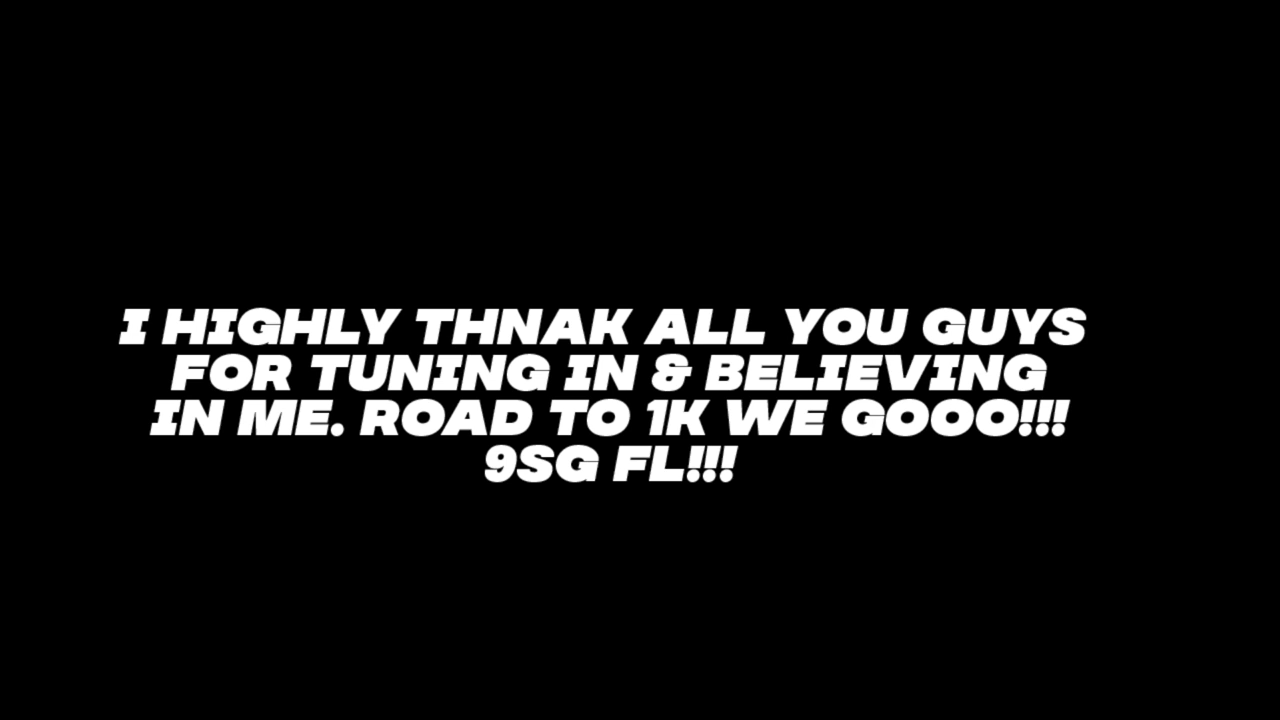 I HIGHLY THNAK ALL YOU GUYS
FOR TUNING IN & BELIEVING
IN ME. ROAD TO 1K WE GOOO!!!
9SG FL!!!